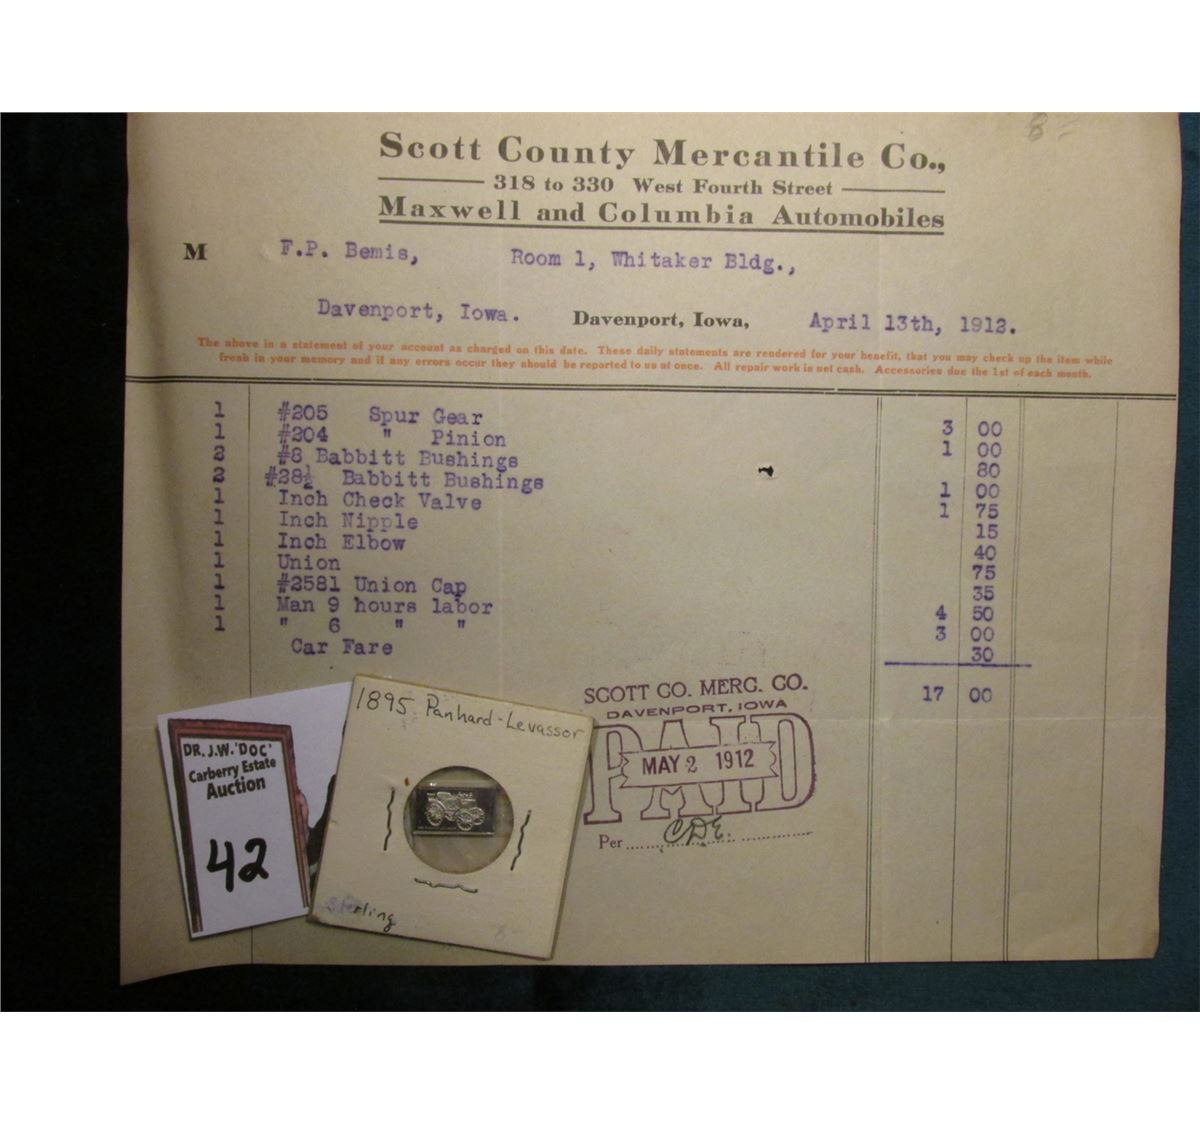 8
Scott County Mercantile Co.,
318 to 330 West Fourth Street
Maxwell and Columbia Automobiles
M F.P. Bemis, Room 1, Whitaker Bldg.,
Davenport, Iowa. Davenport, Iowa, April 13th, 1912.
The above in a statement of your account as charged on this date. These daily statements are rendered for your benefit, that you may check up the item while
fresh in your memory and if any errors occur they should be reported to us at once. All repair work is net cash. Accessories due the 1st of each month.
1 #205 Spur Gear 3 00
1 #204 " Pinion 1 00
2 #8 Babbitt Bushings 80
2 #28½ Babbitt Bushings 1 00
1 Inch Check Valve 1 75
1 Inch Nipple 15
1 Inch Elbow 40
1 Union 75
1 #2581 Union Cap 35
1 Man 9 hours labor 4 50
1 " 6 " " 3 00
Car Fare 30
17 00
SCOTT CO. MERC. CO.
DAVENPORT, IOWA
PAID
MAY 2 1912
Per CDE.
1895 Panhard-Levassor
Sterling
8-
DR. J.W. 'DOC'
Carberry Estate
Auction
42